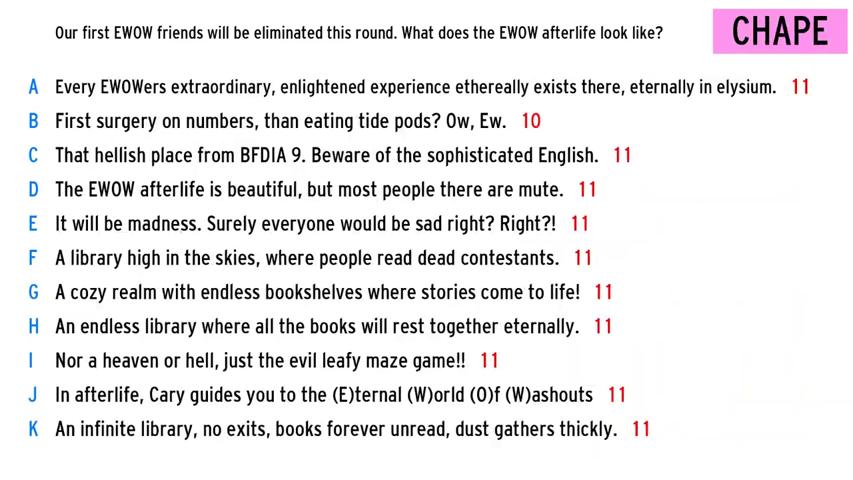 Our first EWOW friends will be eliminated this round. What does the EWOW afterlife look like?
CHAPE
A Every EWOWers extraordinary, enlightened experience ethereally exists there, eternally in elysium. 11
B First surgery on numbers, than eating tide pods? Ow, Ew. 10
C That hellish place from BFDIA 9. Beware of the sophisticated English. 11
D The EWOW afterlife is beautiful, but most people there are mute. 11
E It will be madness. Surely everyone would be sad right? Right?! 11
F A library high in the skies, where people read dead contestants. 11
G A cozy realm with endless bookshelves where stories come to life! 11
H An endless library where all the books will rest together eternally. 11
I Nor a heaven or hell, just the evil leafy maze game!! 11
J In afterlife, Cary guides you to the (E)ternal (W)orld (O)f (W)ashouts 11
K An infinite library, no exits, books forever unread, dust gathers thickly. 11